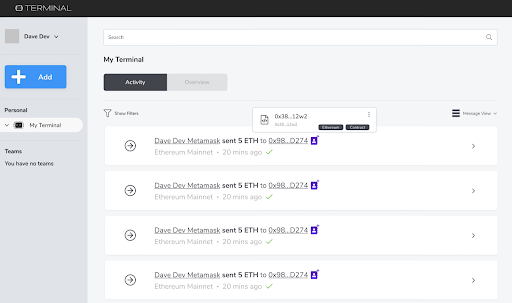 TERMINAL
Dave Dev
Search
Add
My Terminal
Activity
Overview
Personal
My Terminal
Show Filters
0x38...12w2
0x38...12w2
Ethereum
Contract
Message View
Teams
You have no teams
Dave Dev Metamask sent 5 ETH to 0x98...D274
Ethereum Mainnet • 20 mins ago
Dave Dev Metamask sent 5 ETH to 0x98...D274
Ethereum Mainnet • 20 mins ago
Dave Dev Metamask sent 5 ETH to 0x98...D274
Ethereum Mainnet • 20 mins ago
Dave Dev Metamask sent 5 ETH to 0x98...D274
Ethereum Mainnet • 20 mins ago